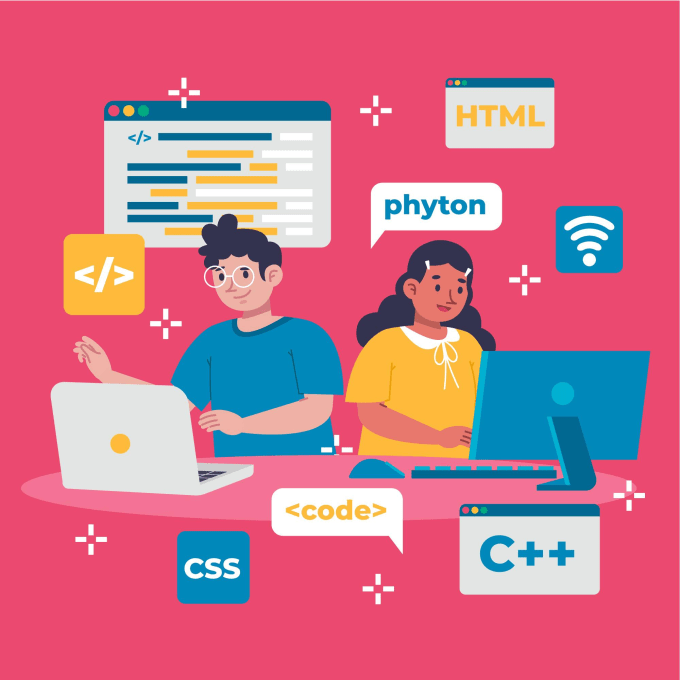 </>
HTML
phyton
</>
<code>
CSS
C++